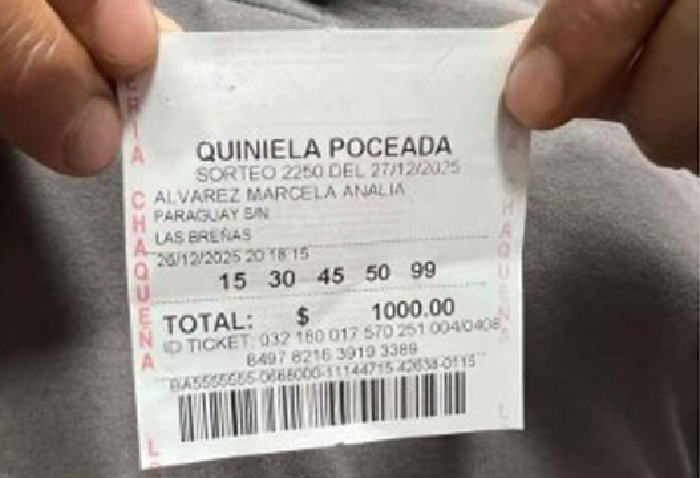 QUINIELA POCEADA
SORTEO 2250 DEL 27/12/2025
ALVAREZ MARCELA ANALIA
PARAGUAY S/N
LAS BREÑAS
26/12/2025 20:18:15
15 30 45 50 99
TOTAL: $ 1000.00
ID TICKET: 032 180 017 570 251 004/0408
8497 8216 3919 3389
CHAQUEÑA
CHAQUEÑA